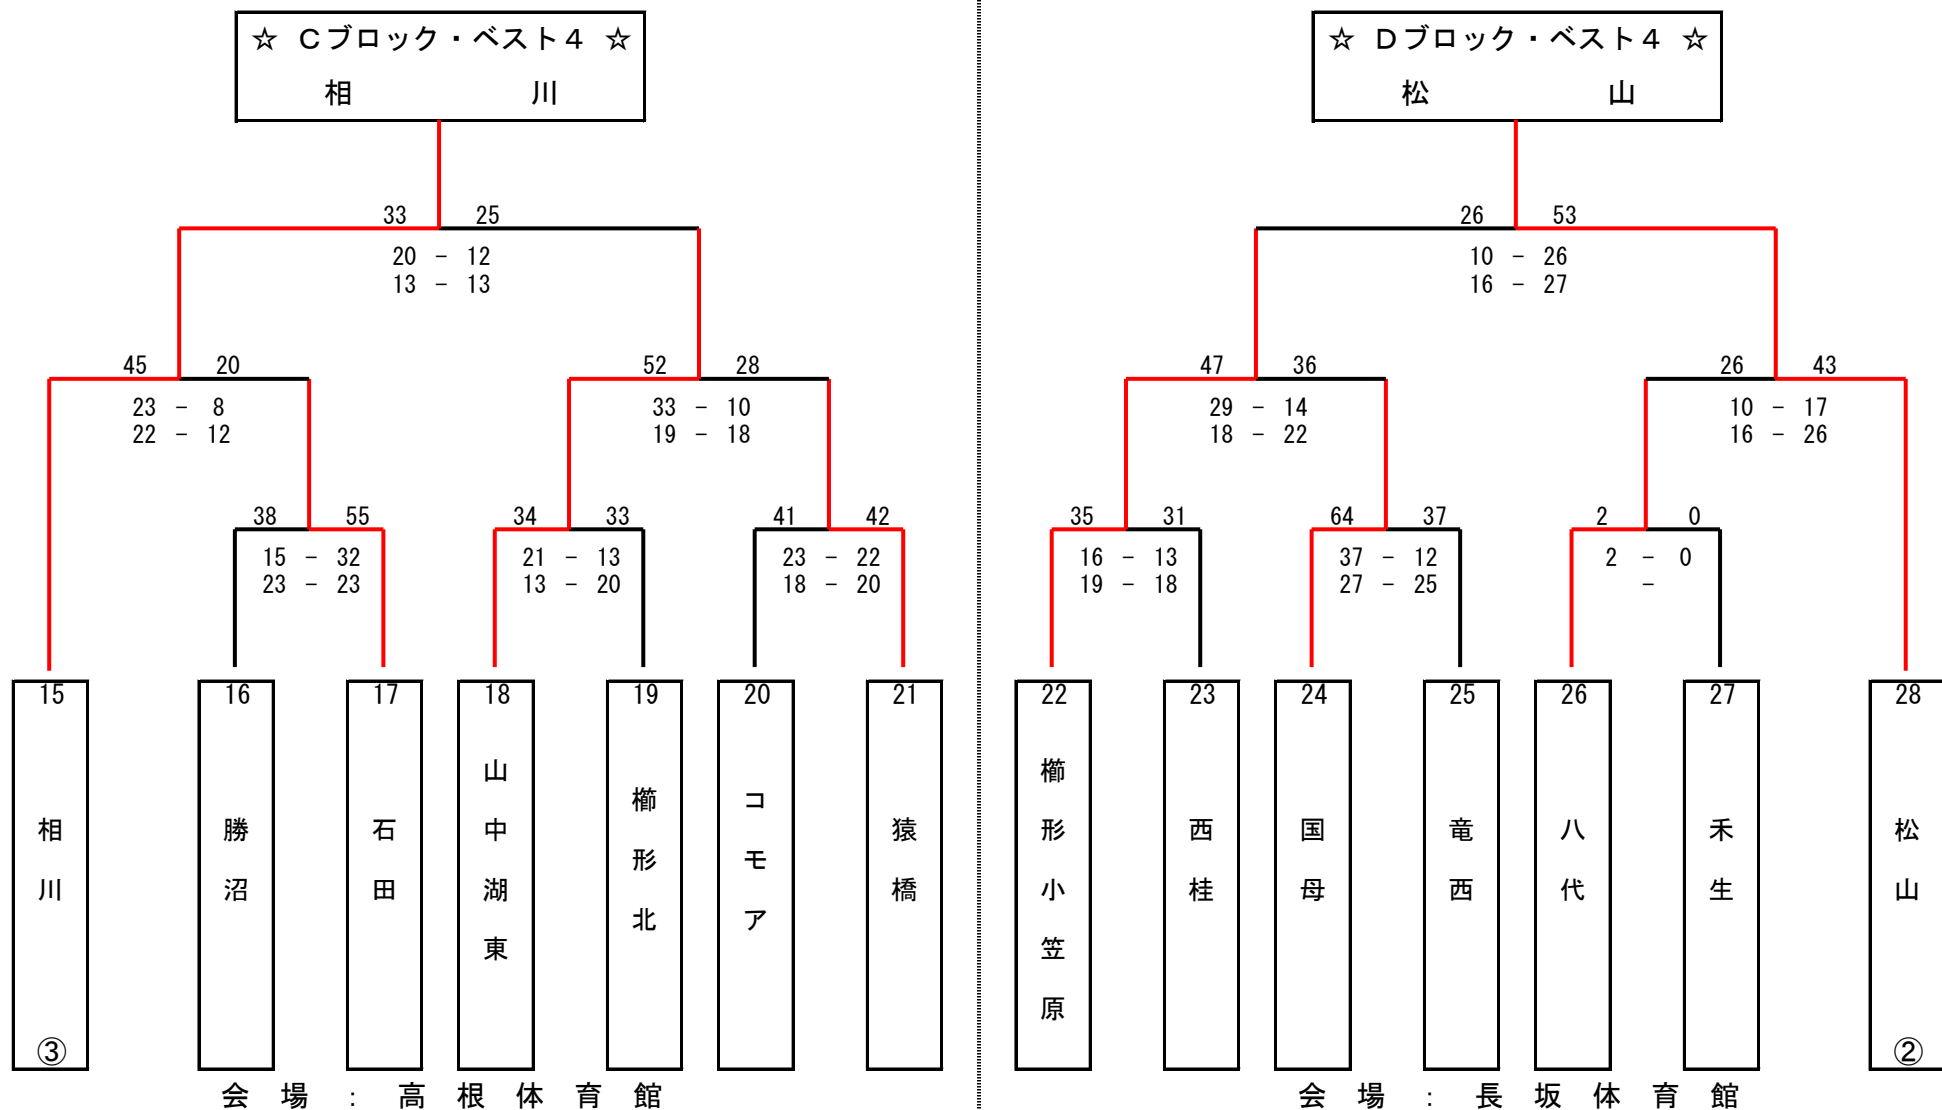 ☆ Cブロック・ベスト4 ☆
相 川
33 25
20 - 12
13 - 13
45 20
23 - 8
22 - 12
52 28
33 - 10
19 - 18
38 55
15 - 32
23 - 23
34 33
21 - 13
13 - 20
41 42
23 - 22
18 - 20
15 相川 ③
16 勝沼
17 石田
18 山中湖東
19 櫛形北
20 コモア
21 猿橋
会場:高根体育館
☆ Dブロック・ベスト4 ☆
松 山
26 53
10 - 26
16 - 27
47 36
29 - 14
18 - 22
26 43
10 - 17
16 - 26
35 31
16 - 13
19 - 18
64 37
37 - 12
27 - 25
2 0
2 - 0
-
22 櫛形小笠原
23 西桂
24 国母
25 竜西
26 八代
27 禾生
28 松山 ②
会場:長坂体育館